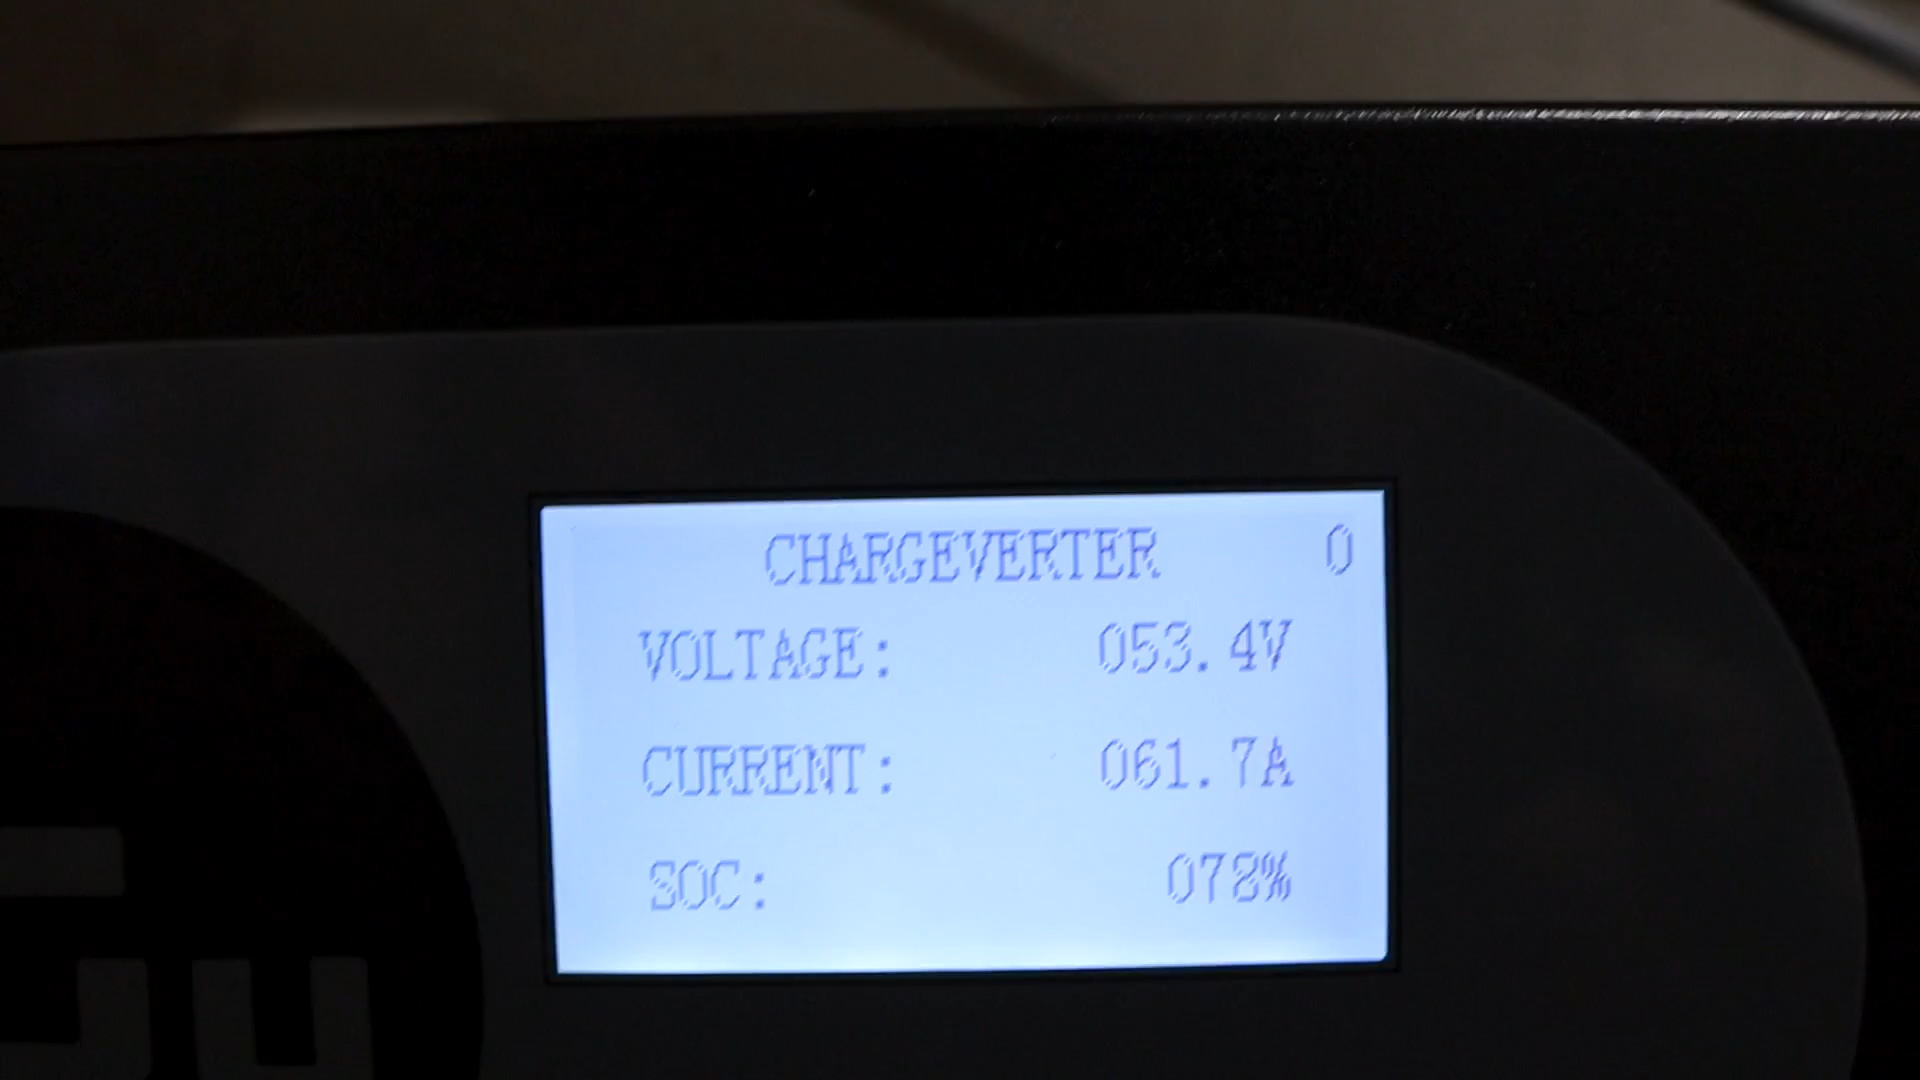 CHARGEVERTER 0
VOLTAGE: 053.4V
CURRENT: 061.7A
SOC: 078%